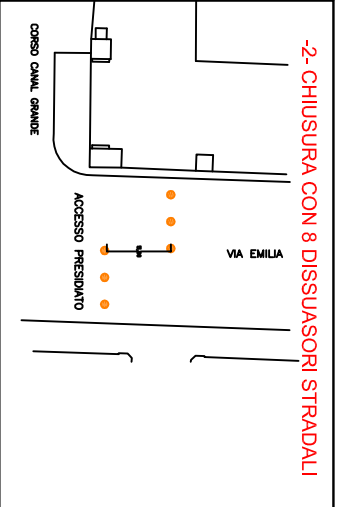 -2- CHIUSURA CON 8 DISSUASORI STRADALI
VIA EMILIA
ACCESSO PRESIDIATO
CORSO CANAL GRANDE